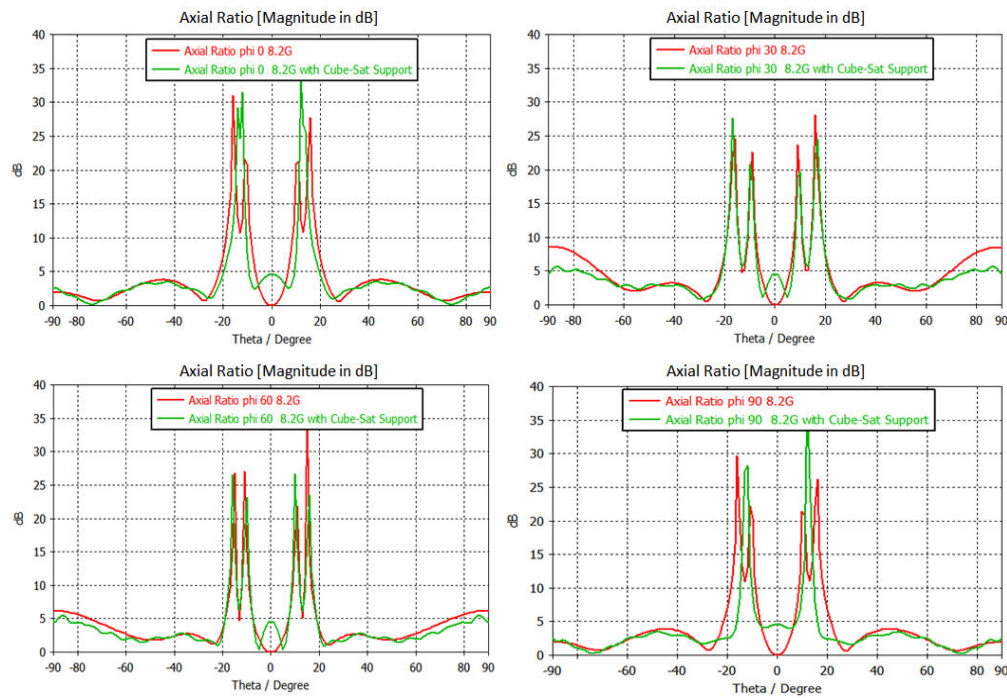 Axial Ratio [Magnitude in dB]
Axial Ratio phi 0 8.2G
Axial Ratio phi 0 8.2G with Cube-Sat Support
40
35
30
25
20
15
10
5
0
dB
-90 -80 -60 -40 -20 0 20 40 60 80 90
Theta / Degree
Axial Ratio [Magnitude in dB]
Axial Ratio phi 30 8.2G
Axial Ratio phi 30 8.2G with Cube-Sat Support
40
35
30
25
20
15
10
5
0
dB
-90 -80 -60 -40 -20 0 20 40 60 80 90
Theta / Degree
Axial Ratio [Magnitude in dB]
Axial Ratio phi 60 8.2G
Axial Ratio phi 60 8.2G with Cube-Sat Support
40
35
30
25
20
15
10
5
0
dB
-90 -80 -60 -40 -20 0 20 40 60 80 90
Theta / Degree
Axial Ratio [Magnitude in dB]
Axial Ratio phi 90 8.2G
Axial Ratio phi 90 8.2G with Cube-Sat Support
40
35
30
25
20
15
10
5
0
dB
-90 -80 -60 -40 -20 0 20 40 60 80 90
Theta / Degree